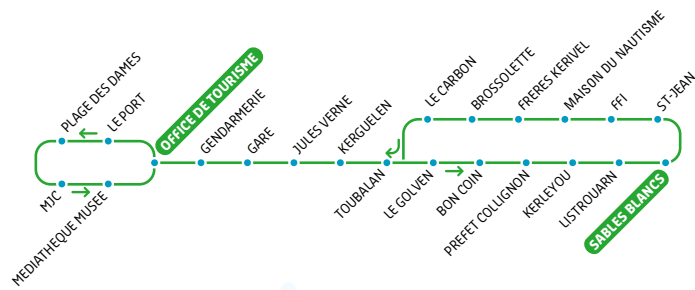 PLAGE DES DAMES
LE PORT
OFFICE DE TOURISME
GENDARMERIE
GARE
JULES VERNE
KERGUELEN
LE CARBON
BROSSOLETTE
FRERES KERIVEL
MAISON DU NAUTISME
FFI
ST-JEAN
MJC
MEDIATHEQUE MUSEE
TOUBALAN
LE GOLVEN
BON COIN
PREFET COLLIGNON
KERLEYOU
LISTROUARN
SABLES BLANCS